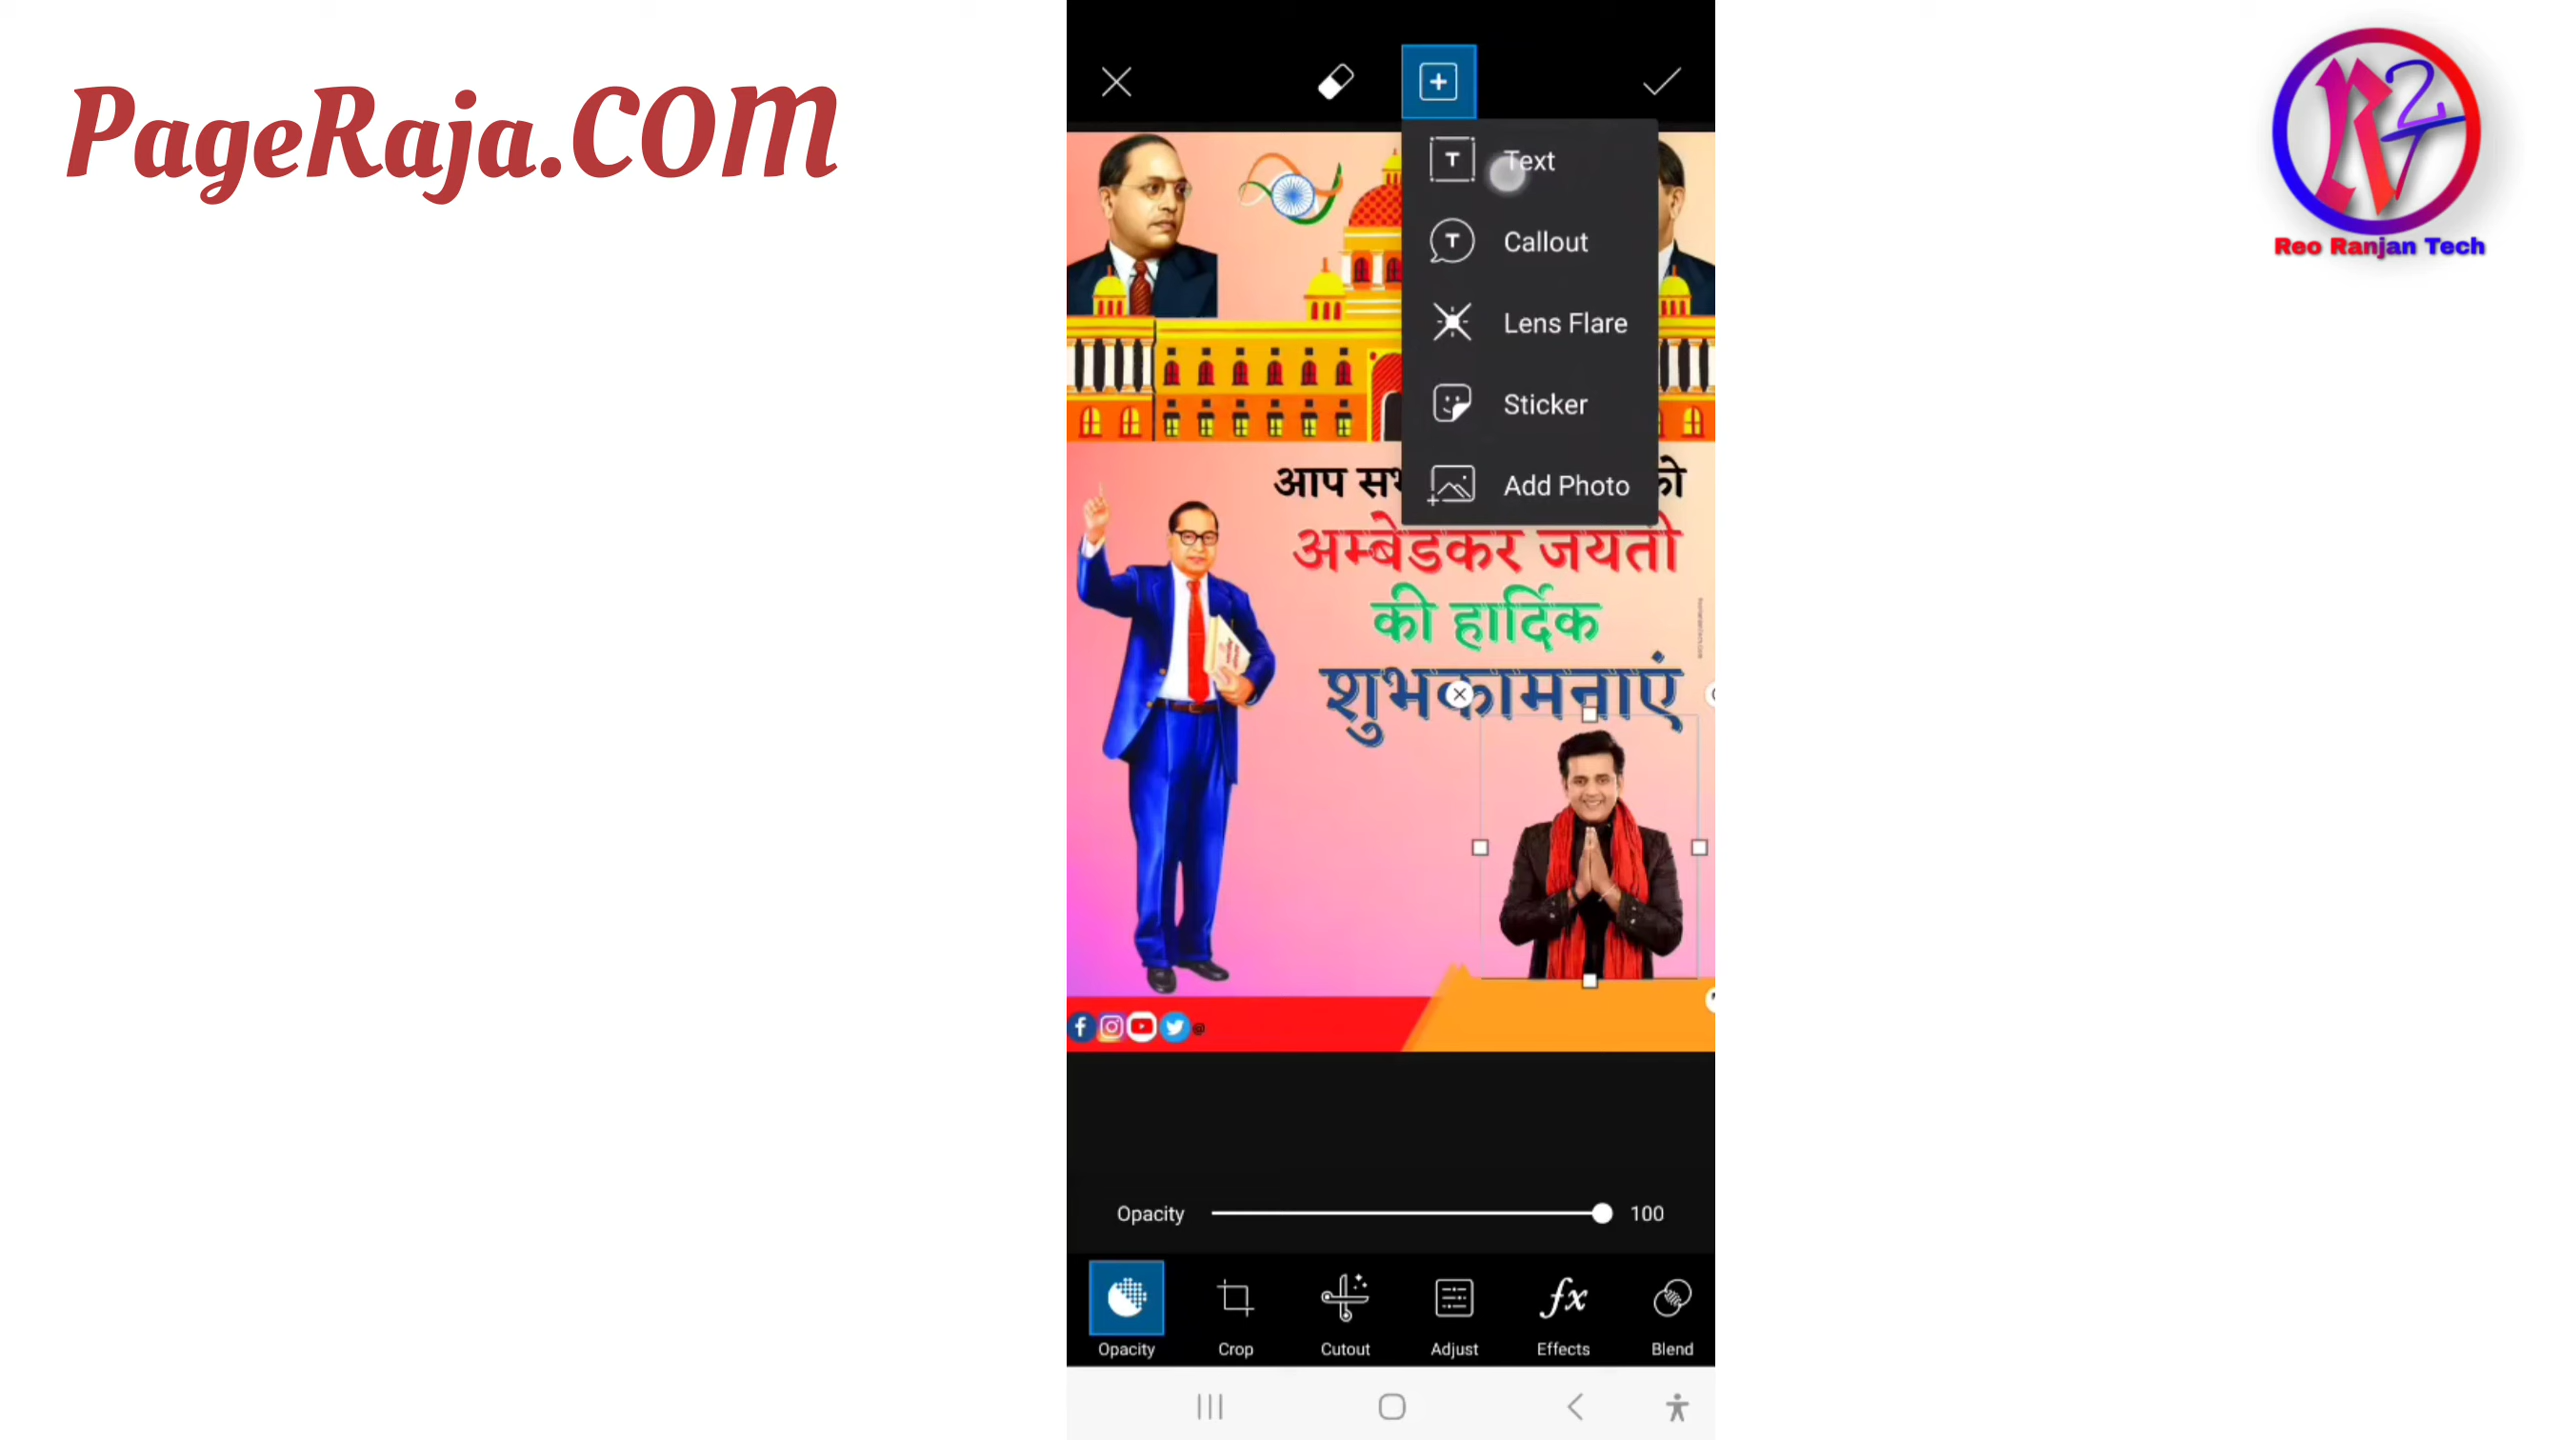 PageRaja.COM
R2T
Reo Ranjan Tech
Text
Callout
Lens Flare
Sticker
Add Photo
आप
अम्बेडकर जयती
की हार्दिक
शुभकामनाएं
@
Opacity 100
Opacity Crop Cutout Adjust Effects Blend